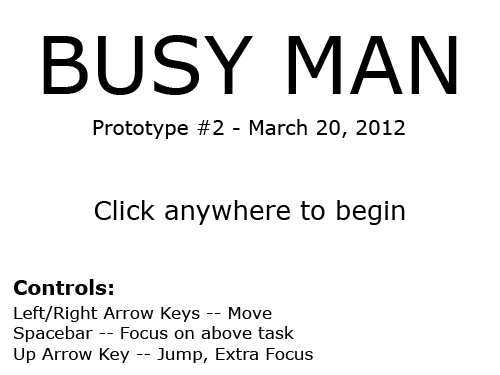 BUSY MAN
Prototype #2 - March 20, 2012
Click anywhere to begin
Controls:
Left/Right Arrow Keys -- Move
Spacebar -- Focus on above task
Up Arrow Key -- Jump, Extra Focus